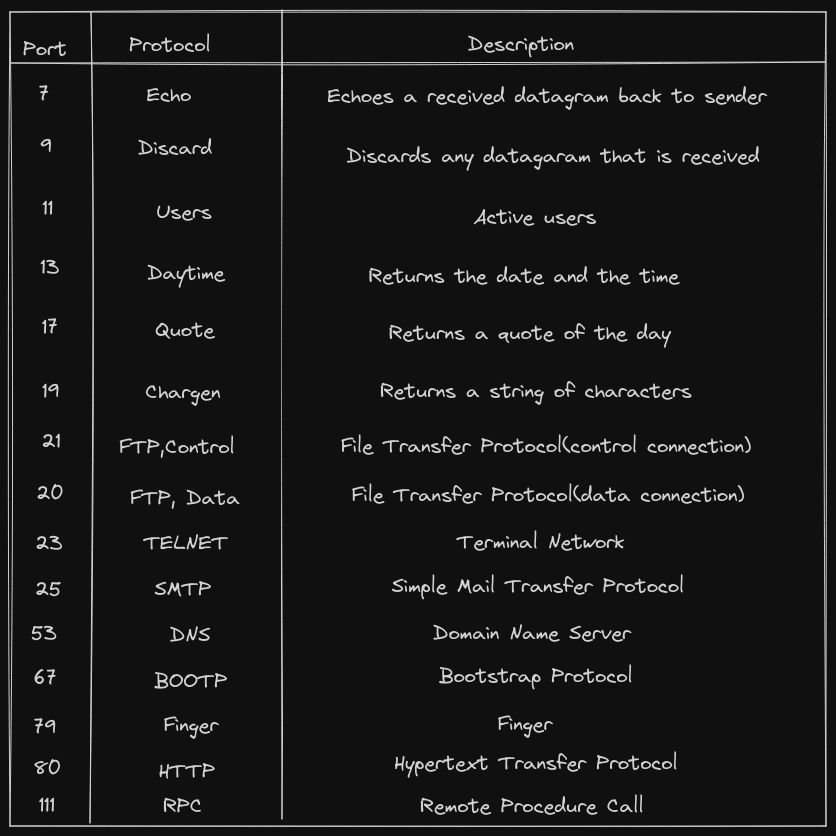 Port Protocol Description
7 Echo Echoes a received datagram back to sender
9 Discard Discards any datagaram that is received
11 Users Active users
13 Daytime Returns the date and the time
17 Quote Returns a quote of the day
19 Chargen Returns a string of characters
21 FTP,Control File Transfer Protocol(control connection)
20 FTP, Data File Transfer Protocol(data connection)
23 TELNET Terminal Network
25 SMTP Simple Mail Transfer Protocol
53 DNS Domain Name Server
67 BOOTP Bootstrap Protocol
79 Finger Finger
80 HTTP Hypertext Transfer Protocol
111 RPC Remote Procedure Call